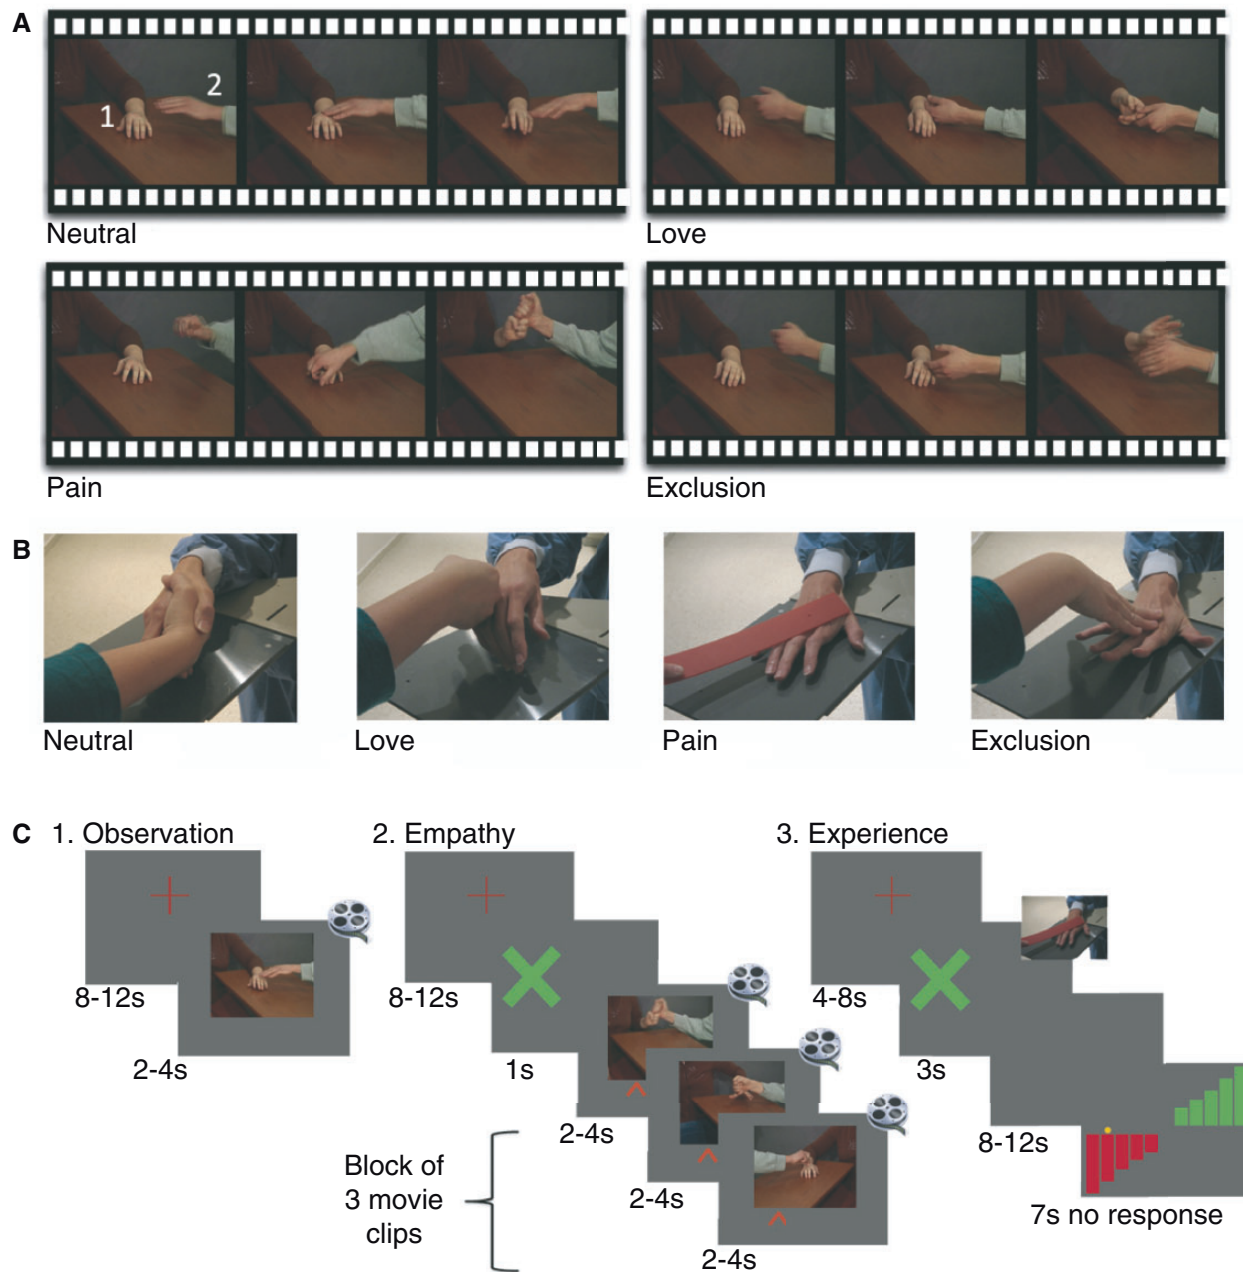 A
1
2
Neutral
Love
Pain
Exclusion
B
Neutral
Love
Pain
Exclusion
C 1. Observation 2. Empathy 3. Experience
8-12s
2-4s
8-12s
1s
2-4s
2-4s
2-4s
Block of
3 movie
clips
4-8s
3s
8-12s
7s no response